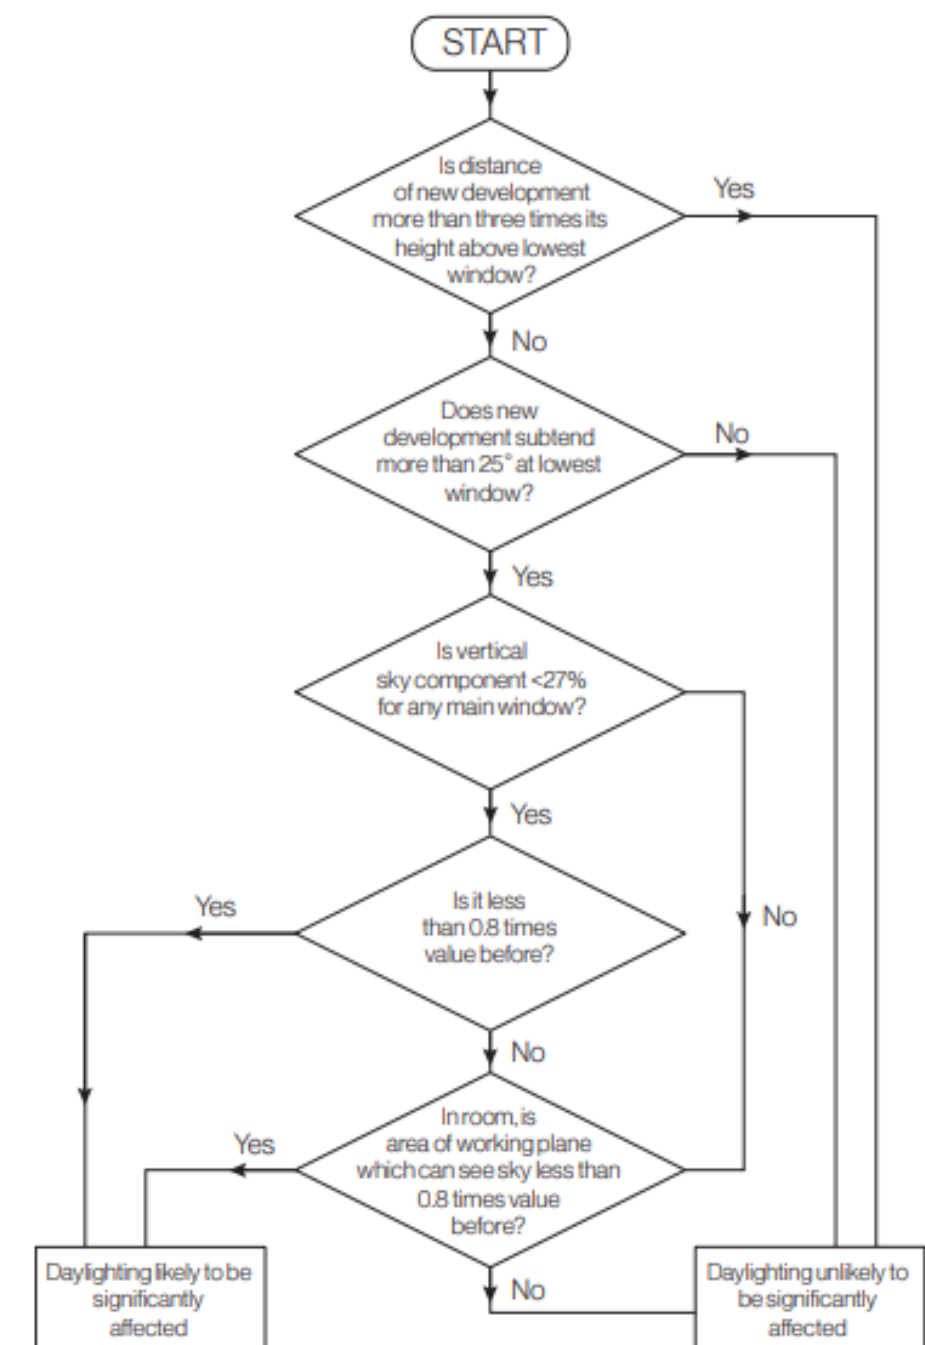 START
Is distance
of new development
more than three times its
height above lowest
window?
Yes
No
Does new
development subtend
more than 25° at lowest
window?
No
Yes
Is vertical
sky component <27%
for any main window?
Yes
No
Is it less
than 0.8 times
value before?
Yes
No
In room, is
area of working plane
which can see sky less than
0.8 times value
before?
Yes
No
Daylighting likely to be
significantly
affected
Daylighting unlikely to
be significantly
affected